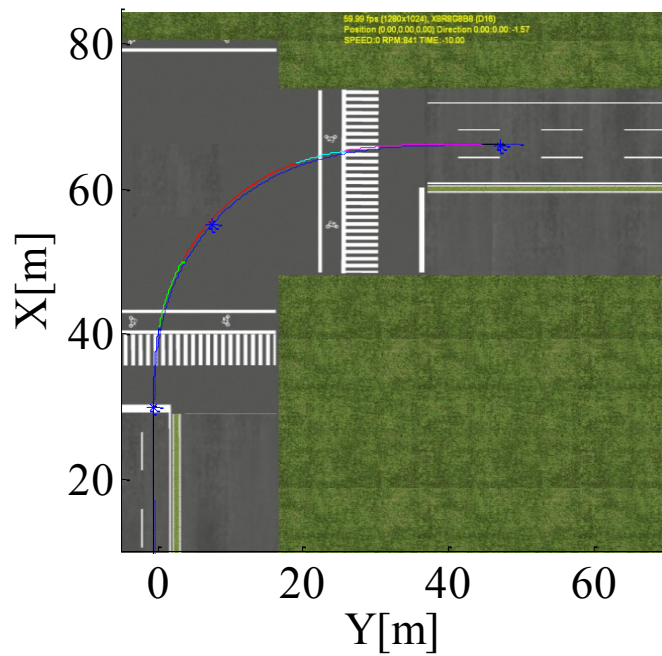 59.99 fps (1280x1024), X8R8G8B8 (D16)
Position (0.00,0.00,0.00) Direction 0.00:0.00: -1.57
SPEED:0 RPM:841 TIME:-10.00
80
60
40
20
X[m]
0
20
40
60
Y[m]